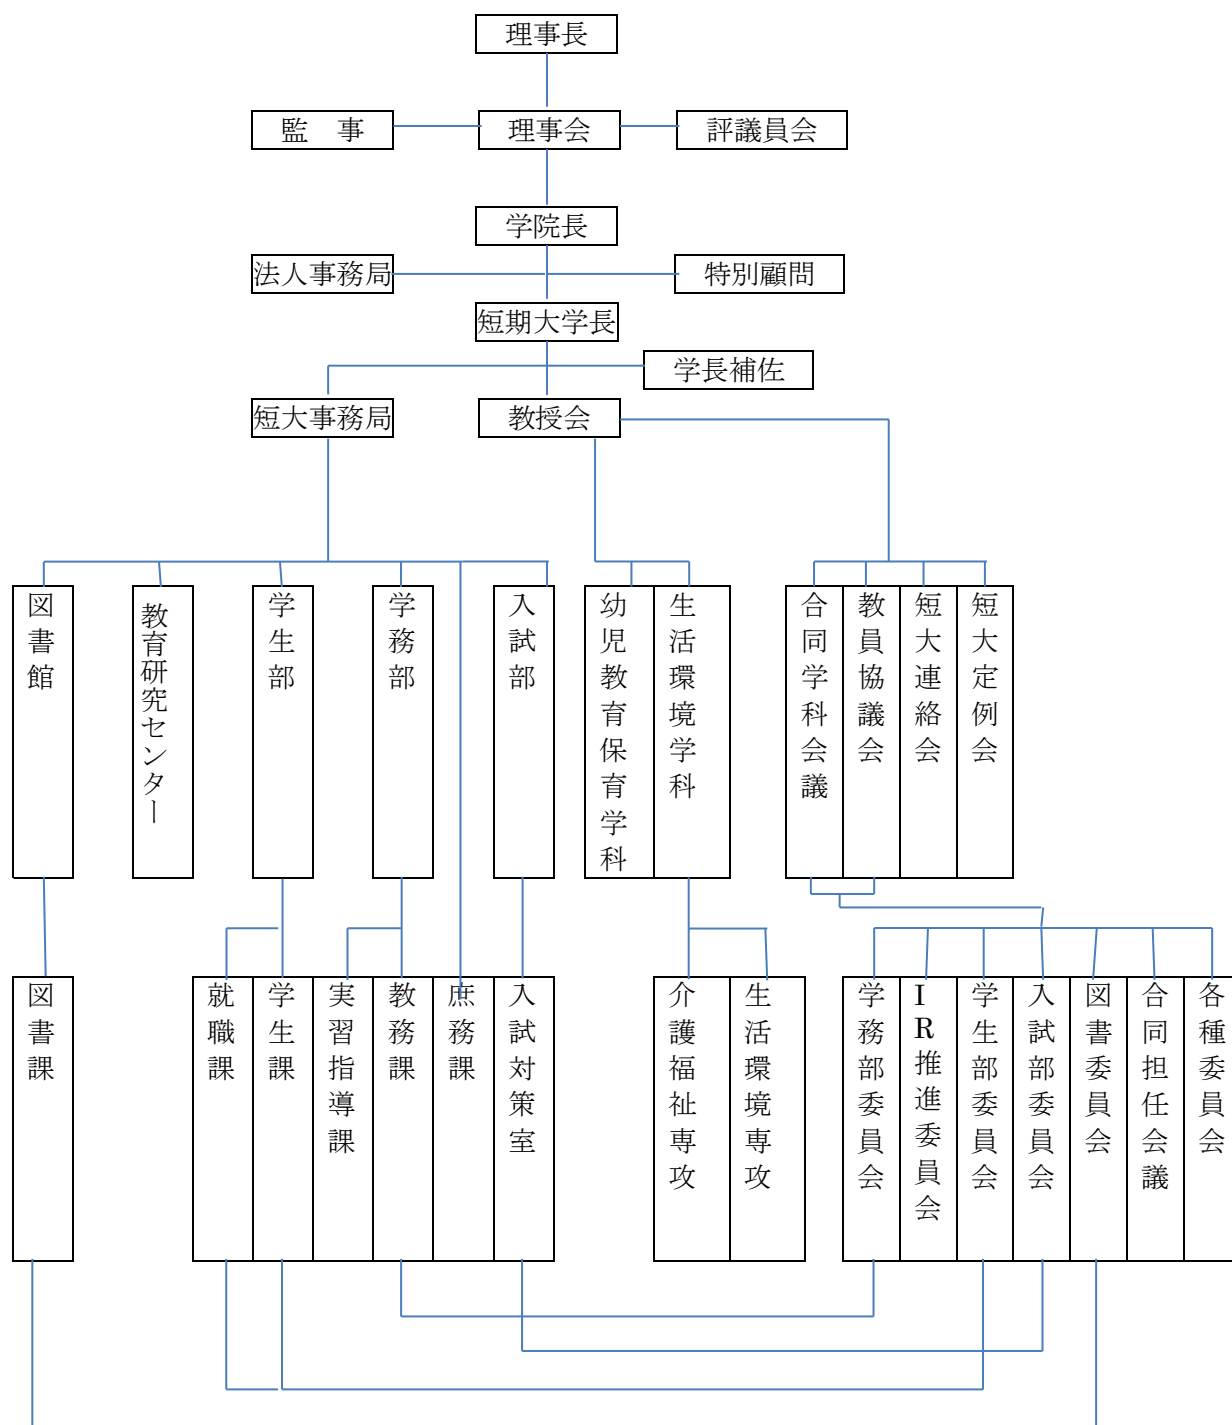 理事長
監　事
理事会
評議員会
学院長
法人事務局
特別顧問
短期大学長
学長補佐
短大事務局
教授会
図書館
教育研究センター
学生部
学務部
入試部
幼児教育保育学科
生活環境学科
合同学科会議
教員協議会
短大連絡会
短大定例会
図書課
就職課
学生課
実習指導課
教務課
庶務課
入試対策室
介護福祉専攻
生活環境専攻
学務部委員会
IR推進委員会
学生部委員会
入試部委員会
図書委員会
合同担任会議
各種委員会